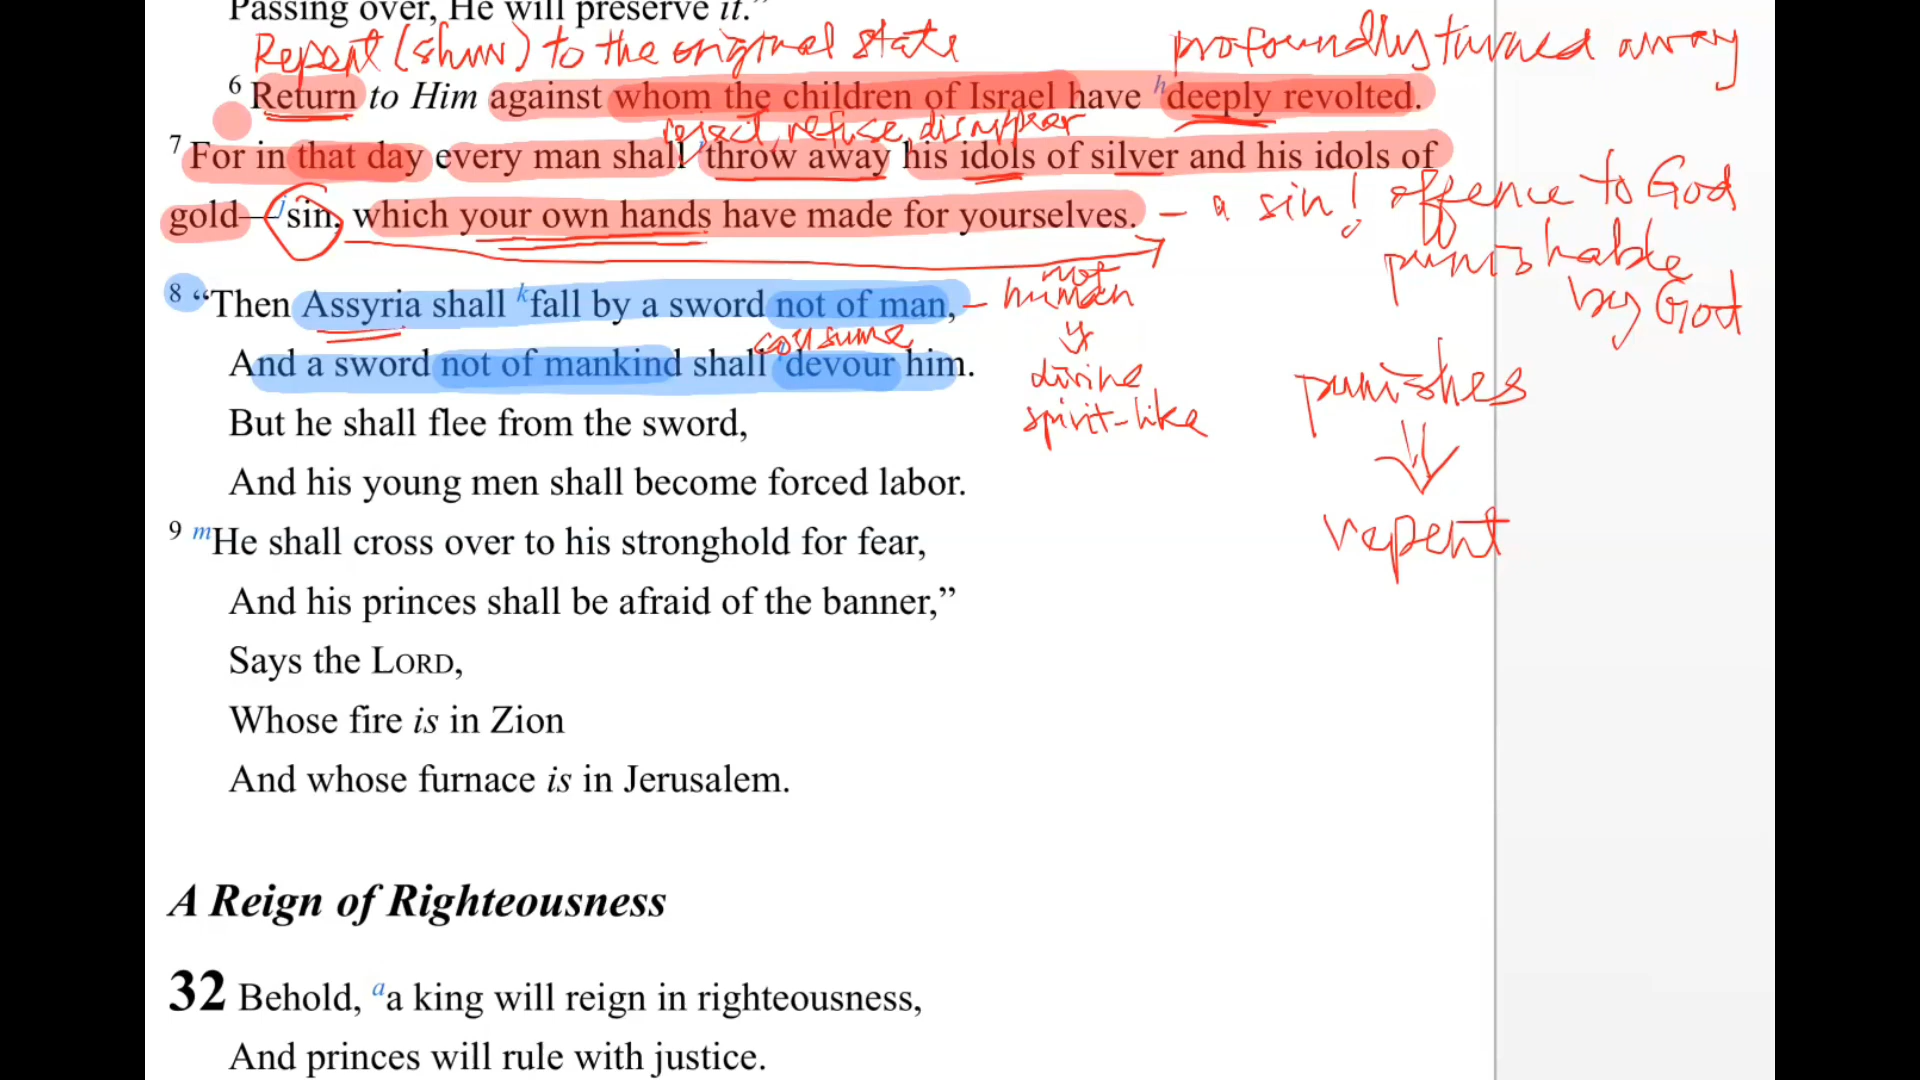 Passing over, He will preserve it.”
Repent (shuv) to the original state profoundly turned away
6 Return to Him against whom the children of Israel have h deeply revolted.
reject, refuse, disappear
7 For in that day every man shall i throw away his idols of silver and his idols of
gold—j sin, which your own hands have made for yourselves. – a sin! offence to God
punishable
by God
8 “Then Assyria shall k fall by a sword not of man, – not
human
consume
And a sword not of mankind shall l devour him.
divine
spirit-like
punishes
But he shall flee from the sword,
And his young men shall become forced labor.
repent
9 m He shall cross over to his stronghold for fear,
And his princes shall be afraid of the banner,”
Says the LORD,
Whose fire is in Zion
And whose furnace is in Jerusalem.
A Reign of Righteousness
32 Behold, a a king will reign in righteousness,
And princes will rule with justice.